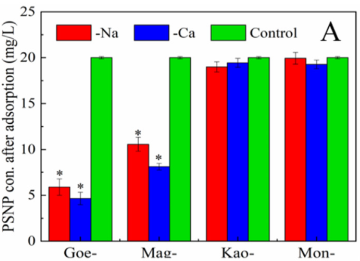 25
20
15
10
5
0
PSNP con. after adsorption (mg/L)
-Na -Ca Control
A
* * * *
Goe- Mag- Kao- Mon-